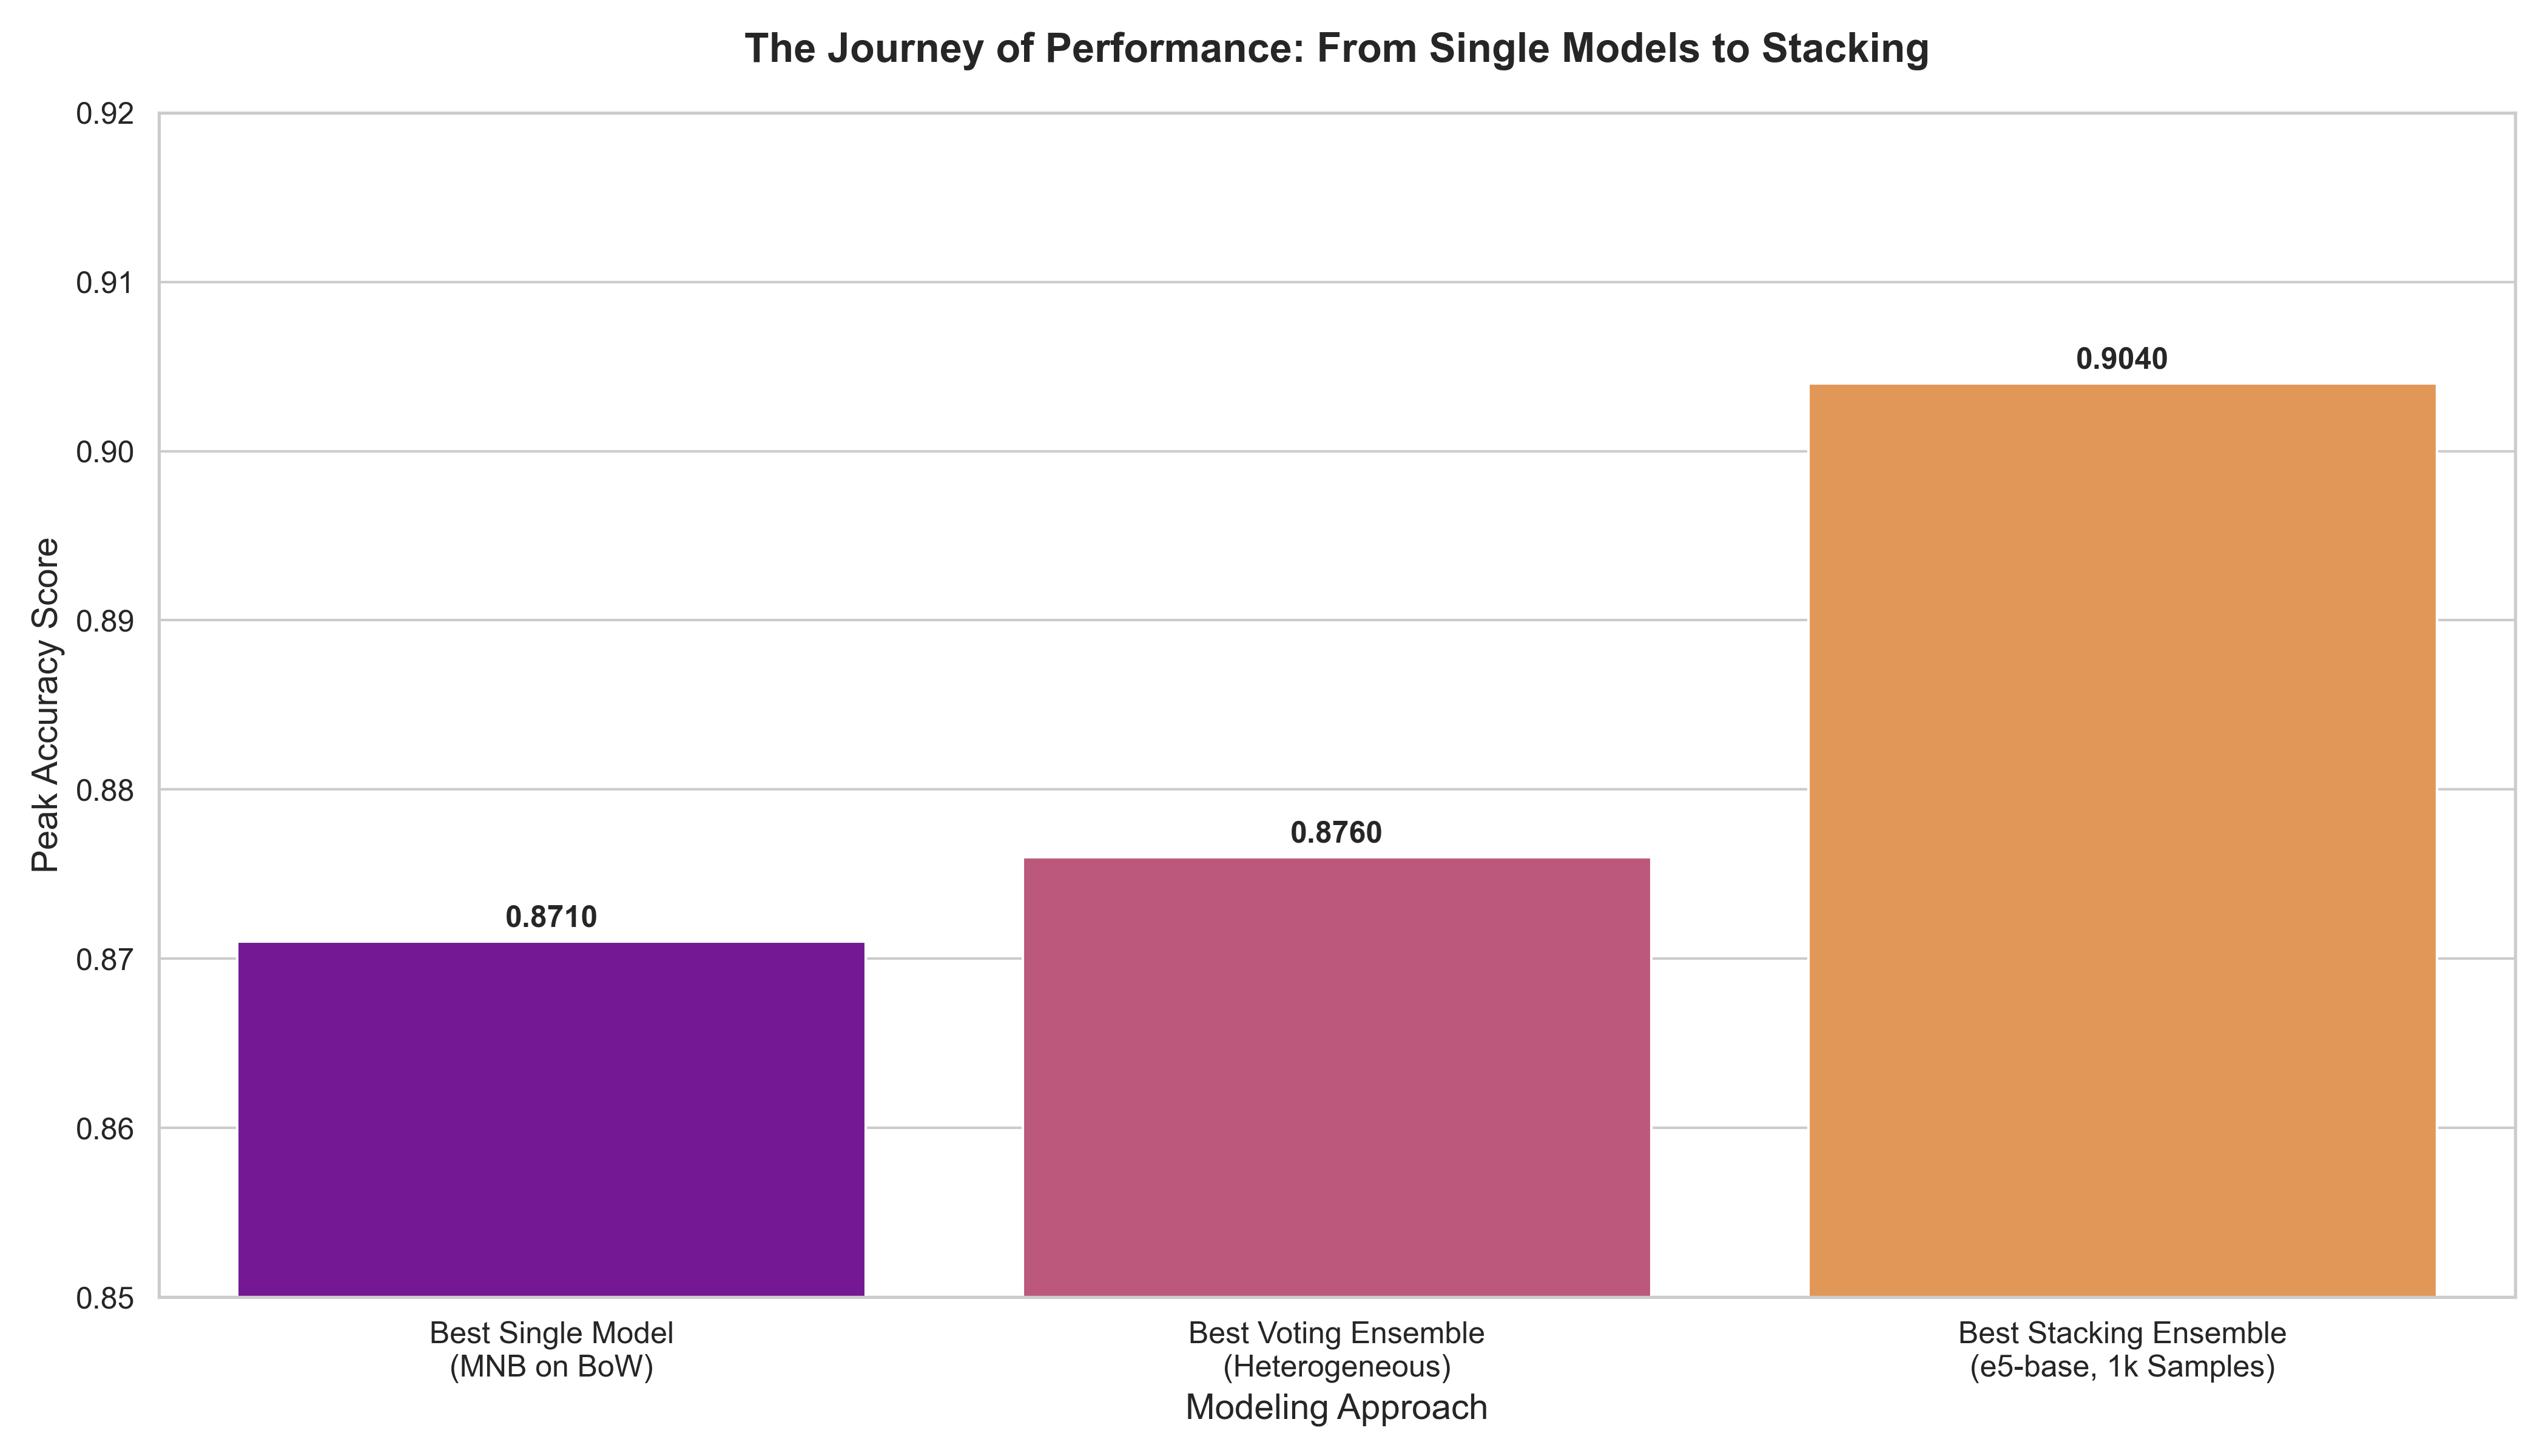 The Journey of Performance: From Single Models to Stacking
Peak Accuracy Score
0.92
0.91
0.90
0.89
0.88
0.87
0.86
0.85
0.8710
0.8760
0.9040
Best Single Model
(MNB on BoW)
Best Voting Ensemble
(Heterogeneous)
Best Stacking Ensemble
(e5-base, 1k Samples)
Modeling Approach